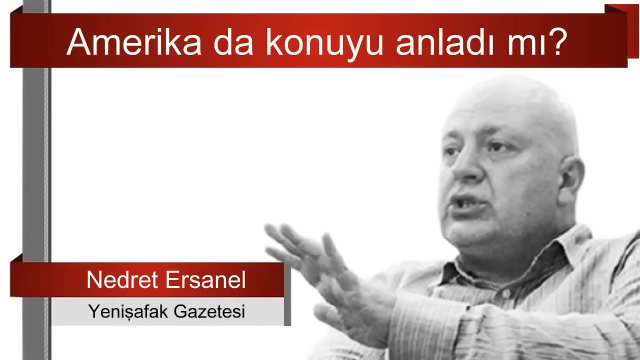 Amerika da konuyu anladı mı?
Nedret Ersanel
Yenişafak Gazetesi